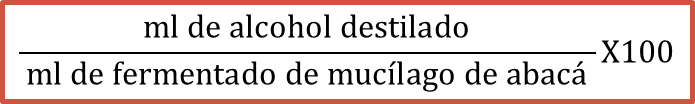 ml de alcohol destilado
ml de fermentado de mucílago de abacá
X100